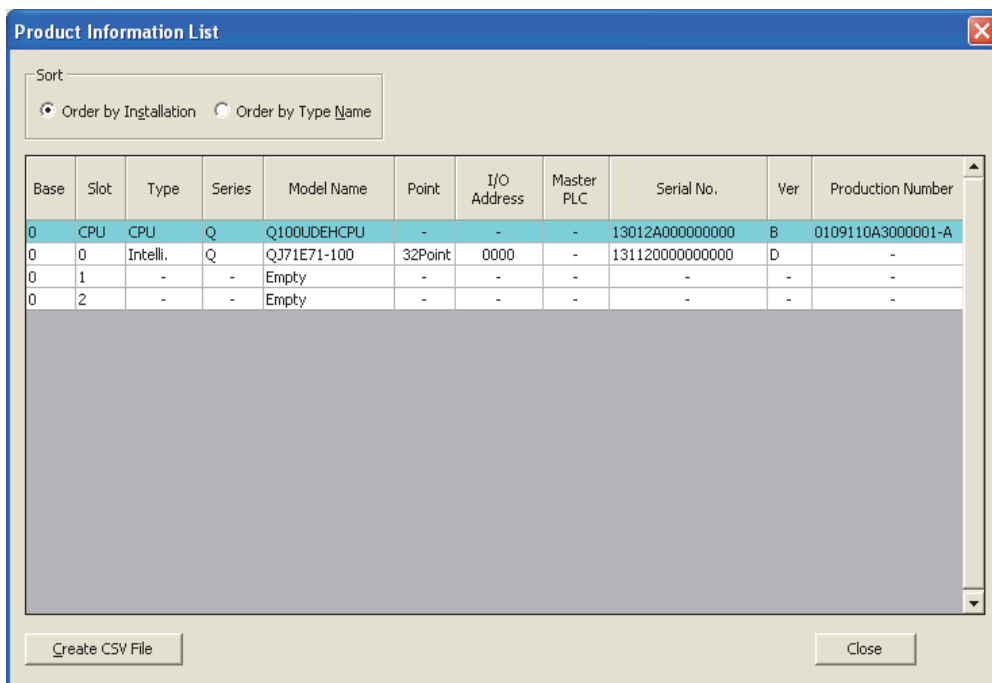 Product Information List
Sort
Order by Installation Order by Type Name
Base Slot Type Series Model Name Point I/O Address Master PLC Serial No. Ver Production Number
0 CPU CPU Q Q100UDEHCPU - - - 13012A000000000 B 0109110A3000001-A
0 0 Intelli. Q QJ71E71-100 32Point 0000 - 131120000000000 D -
0 1 - - Empty - - - - - -
0 2 - - Empty - - - - - -
Create CSV File Close